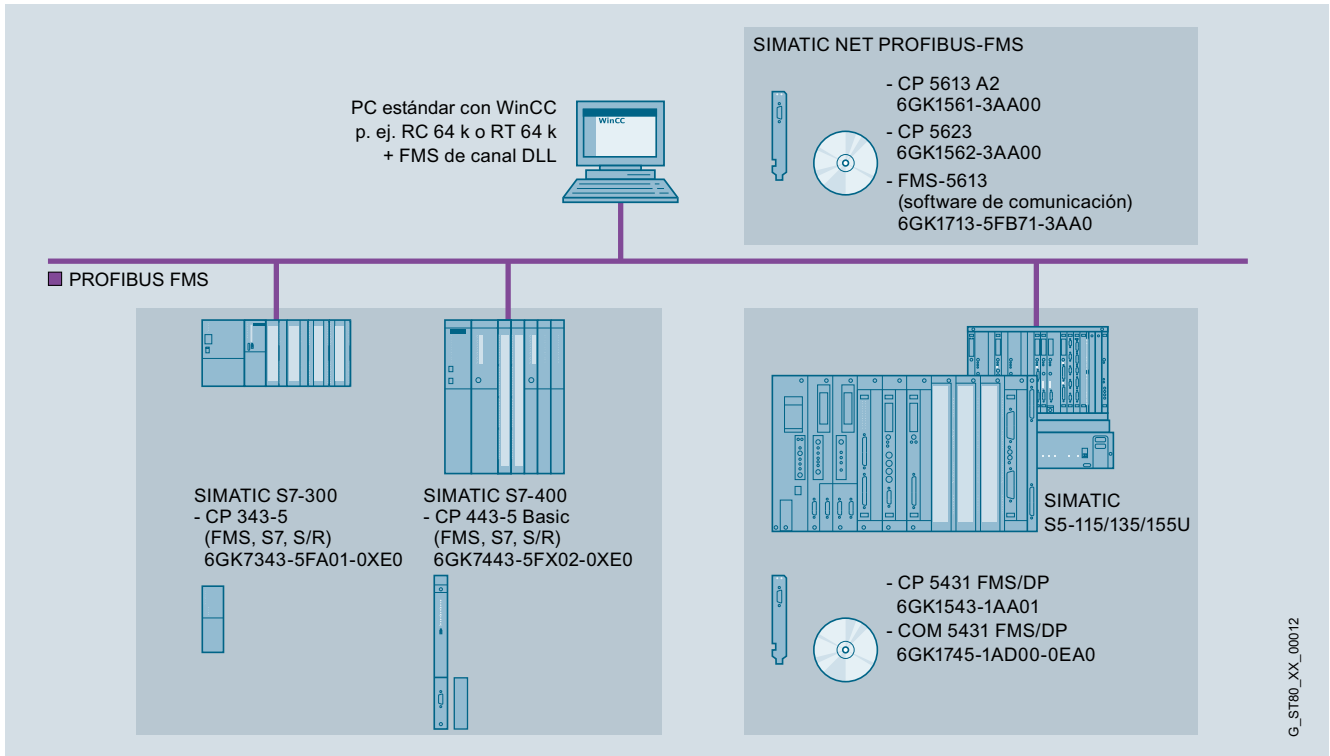 SIMATIC NET PROFIBUS-FMS
- CP 5613 A2
6GK1561-3AA00
- CP 5623
6GK1562-3AA00
- FMS-5613
(software de comunicación)
6GK1713-5FB71-3AA0
PC estándar con WinCC
p. ej. RC 64 k o RT 64 k
+ FMS de canal DLL
WinCC
PROFIBUS FMS
SIMATIC S7-300
- CP 343-5
(FMS, S7, S/R)
6GK7343-5FA01-0XE0
SIMATIC S7-400
- CP 443-5 Basic
(FMS, S7, S/R)
6GK7443-5FX02-0XE0
SIMATIC
S5-115/135/155U
- CP 5431 FMS/DP
6GK1543-1AA01
- COM 5431 FMS/DP
6GK1745-1AD00-0EA0
G_ST80_XX_00012